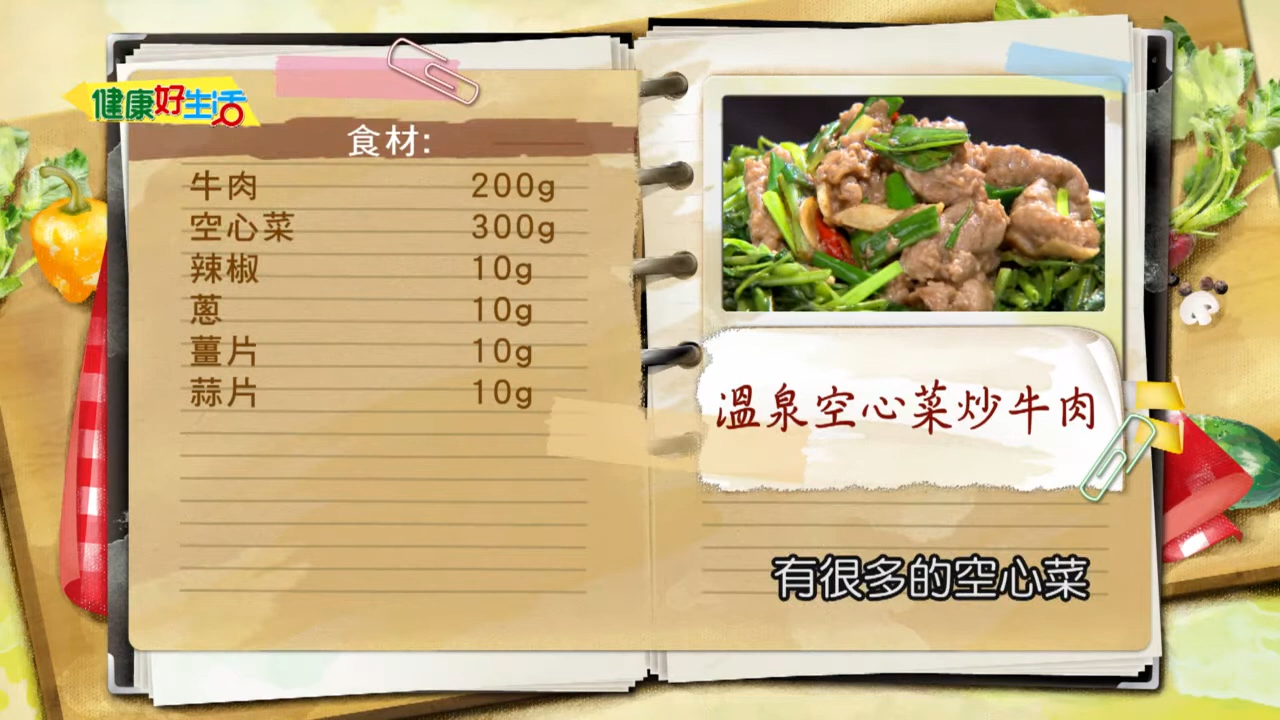 健康好生活
食材:
牛肉 200g
空心菜 300g
辣椒 10g
蔥 10g
薑片 10g
蒜片 10g
溫泉空心菜炒牛肉
有很多的空心菜